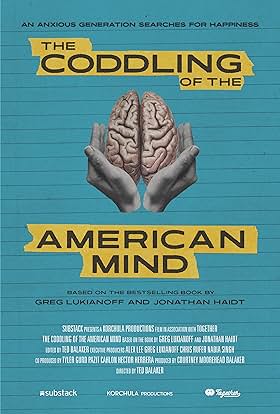 AN ANXIOUS GENERATION SEARCHES FOR HAPPINESS
THE
CODDLING
OF THE
AMERICAN
MIND
BASED ON THE BESTSELLING BOOK BY
GREG LUKIANOFF AND JONATHAN HAIDT
SUBSTACK PRESENTS A KORCHULA PRODUCTIONS FILM IN ASSOCIATION WITH TOGETHER
THE CODDLING OF THE AMERICAN MIND BASED ON THE BOOK BY GREG LUKIANOFF AND JONATHAN HAIDT
EDITED BY TED BALAKER EXECUTIVE PRODUCERS ALEX LEE GREG LUKIANOFF CHRIS RUFER NADIA SINGH
CO PRODUCED BY TYLER GUDD PAZIT CAHLON HECTOR HERRERA PRODUCED BY COURTNEY MOOREHEAD BALAKER
DIRECTED BY TED BALAKER
substack KORCHULA PRODUCTIONS Together